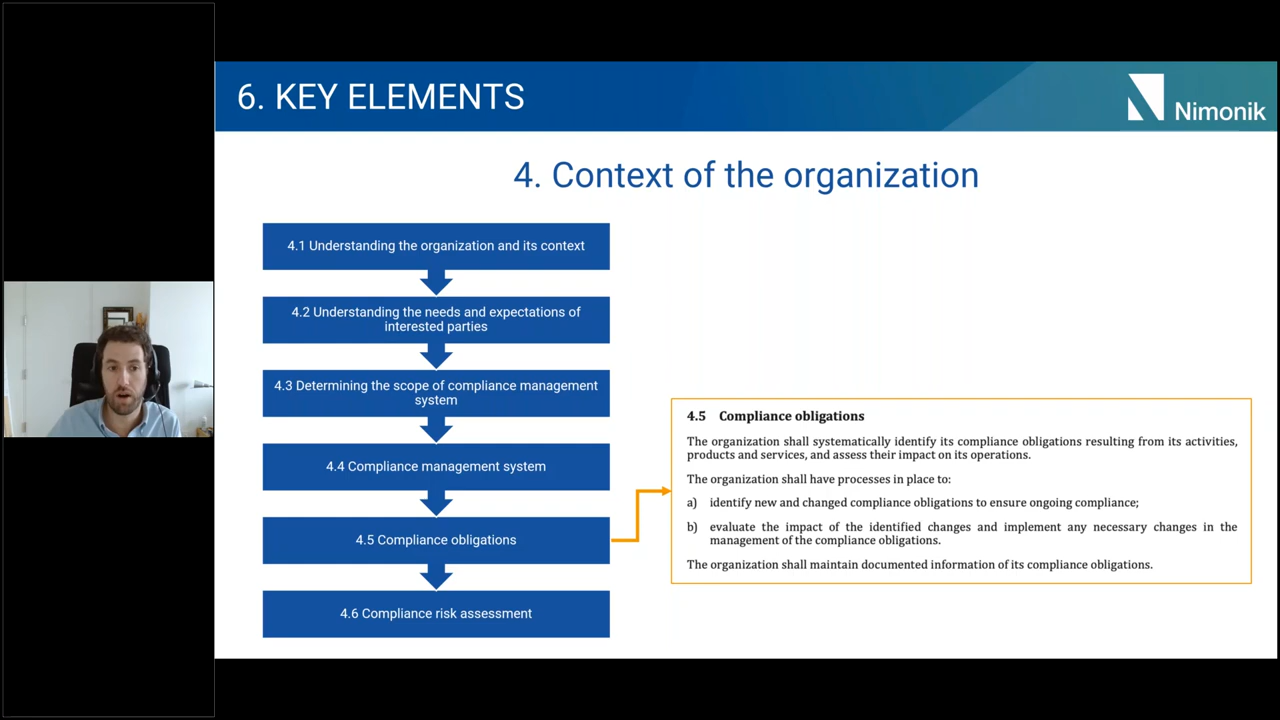 6. KEY ELEMENTS
Nimonik
4. Context of the organization
4.1 Understanding the organization and its context
4.2 Understanding the needs and expectations of
interested parties
4.3 Determining the scope of compliance management
system
4.4 Compliance management system
4.5 Compliance obligations
4.6 Compliance risk assessment
4.5 Compliance obligations
The organization shall systematically identify its compliance obligations resulting from its activities,
products and services, and assess their impact on its operations.
The organization shall have processes in place to:
a) identify new and changed compliance obligations to ensure ongoing compliance;
b) evaluate the impact of the identified changes and implement any necessary changes in the
management of the compliance obligations.
The organization shall maintain documented information of its compliance obligations.